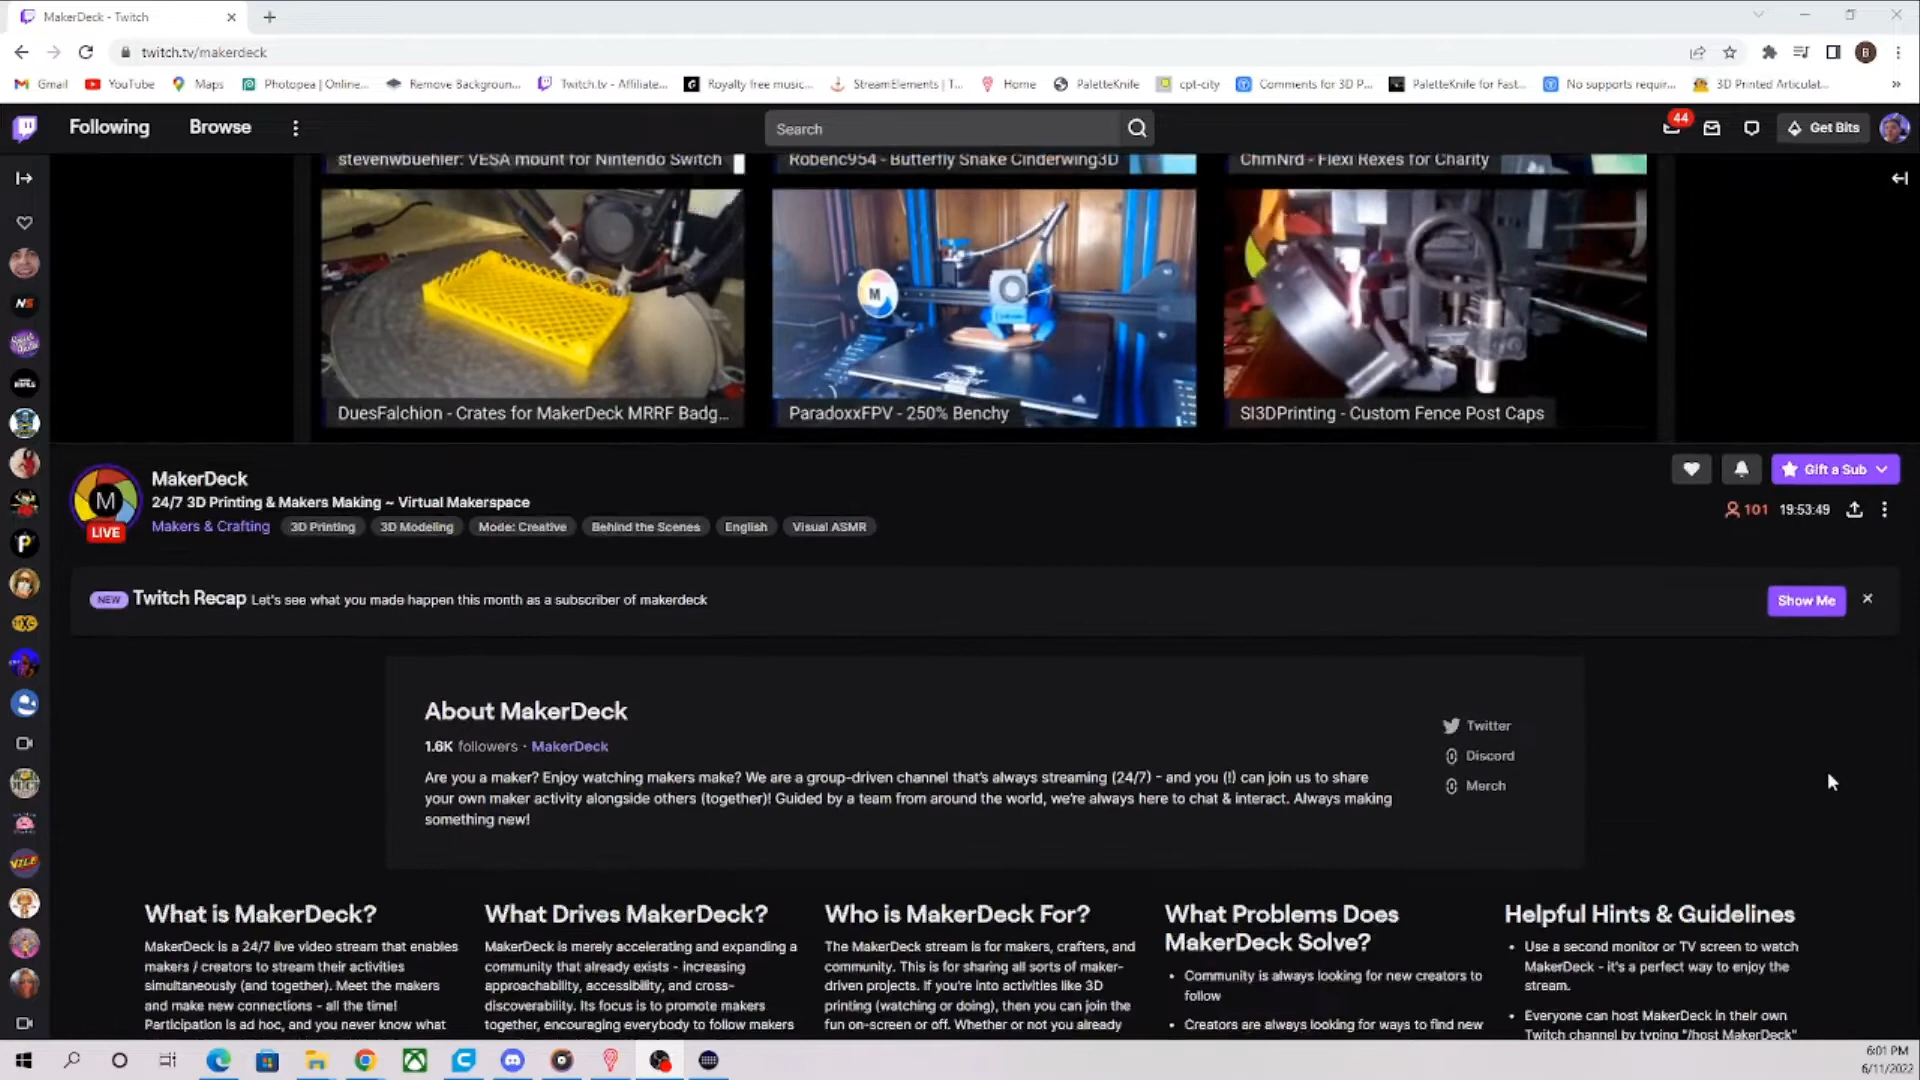 MakerDeck - Twitch
twitch.tv/makerdeck
B
Gmail
YouTube
Maps
Photopea | Online...
Remove Backgroun...
Twitch.tv - Affiliate...
Royalty free music...
StreamElements | T...
Home
PaletteKnife
cpt-city
Comments for 3D P...
PaletteKnife for Fast...
No supports requir...
3D Printed Articulat...
Following
Browse
Search
44
Get Bits
stevenwbuehler: VESA mount for Nintendo Switch
Robenc954 - Butterfly Snake Cinderwing3D
ChmNrd - Flexi Rexes for Charity
M
DuesFalchion - Crates for MakerDeck MRRF Badg...
ParadoxxFPV - 250% Benchy
SI3DPrinting - Custom Fence Post Caps
M
LIVE
MakerDeck
24/7 3D Printing & Makers Making ~ Virtual Makerspace
Makers & Crafting
3D Printing
3D Modeling
Mode: Creative
Behind the Scenes
English
Visual ASMR
Gift a Sub
101
19:53:49
NEW
Twitch Recap Let's see what you made happen this month as a subscriber of makerdeck
Show Me
About MakerDeck
1.6K followers · MakerDeck
Are you a maker? Enjoy watching makers make? We are a group-driven channel that's always streaming (24/7) - and you (!) can join us to share
your own maker activity alongside others (together)! Guided by a team from around the world, we're always here to chat & interact. Always making
something new!
Twitter
Discord
Merch
What is MakerDeck?
MakerDeck is a 24/7 live video stream that enables
makers / creators to stream their activities
simultaneously (and together). Meet the makers
and make new connections - all the time!
Participation is ad hoc, and you never know what
What Drives MakerDeck?
MakerDeck is merely accelerating and expanding a
community that already exists - increasing
approachability, accessibility, and cross-
discoverability. Its focus is to promote makers
together, encouraging everybody to follow makers
Who is MakerDeck For?
The MakerDeck stream is for makers, crafters, and
community. This is for sharing all sorts of maker-
driven projects. If you're into activities like 3D
printing (watching or doing), then you can join the
fun on-screen or off. Whether or not you already
What Problems Does
MakerDeck Solve?
• Community is always looking for new creators to
follow
• Creators are always looking for ways to find new
Helpful Hints & Guidelines
• Use a second monitor or TV screen to watch
MakerDeck - it's a perfect way to enjoy the
stream.
• Everyone can host MakerDeck in their own
Twitch channel by typing "/host MakerDeck"
6:01 PM
6/11/2022